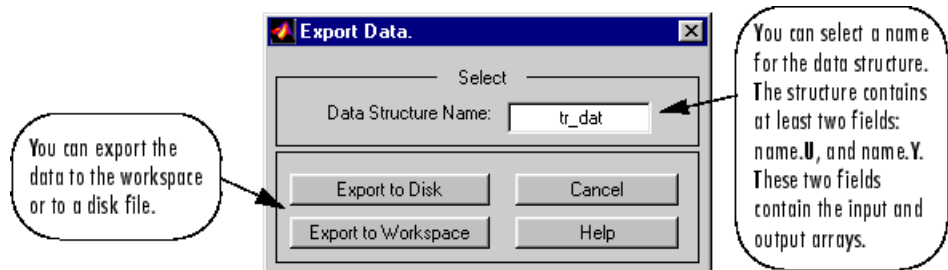 Export Data.
Select
Data Structure Name:
tr_dat
Export to Disk
Cancel
Export to Workspace
Help
You can export the
data to the workspace
or to a disk file.
You can select a name
for the data structure.
The structure contains
at least two fields:
name.U, and name.Y.
These two fields
contain the input and
output arrays.